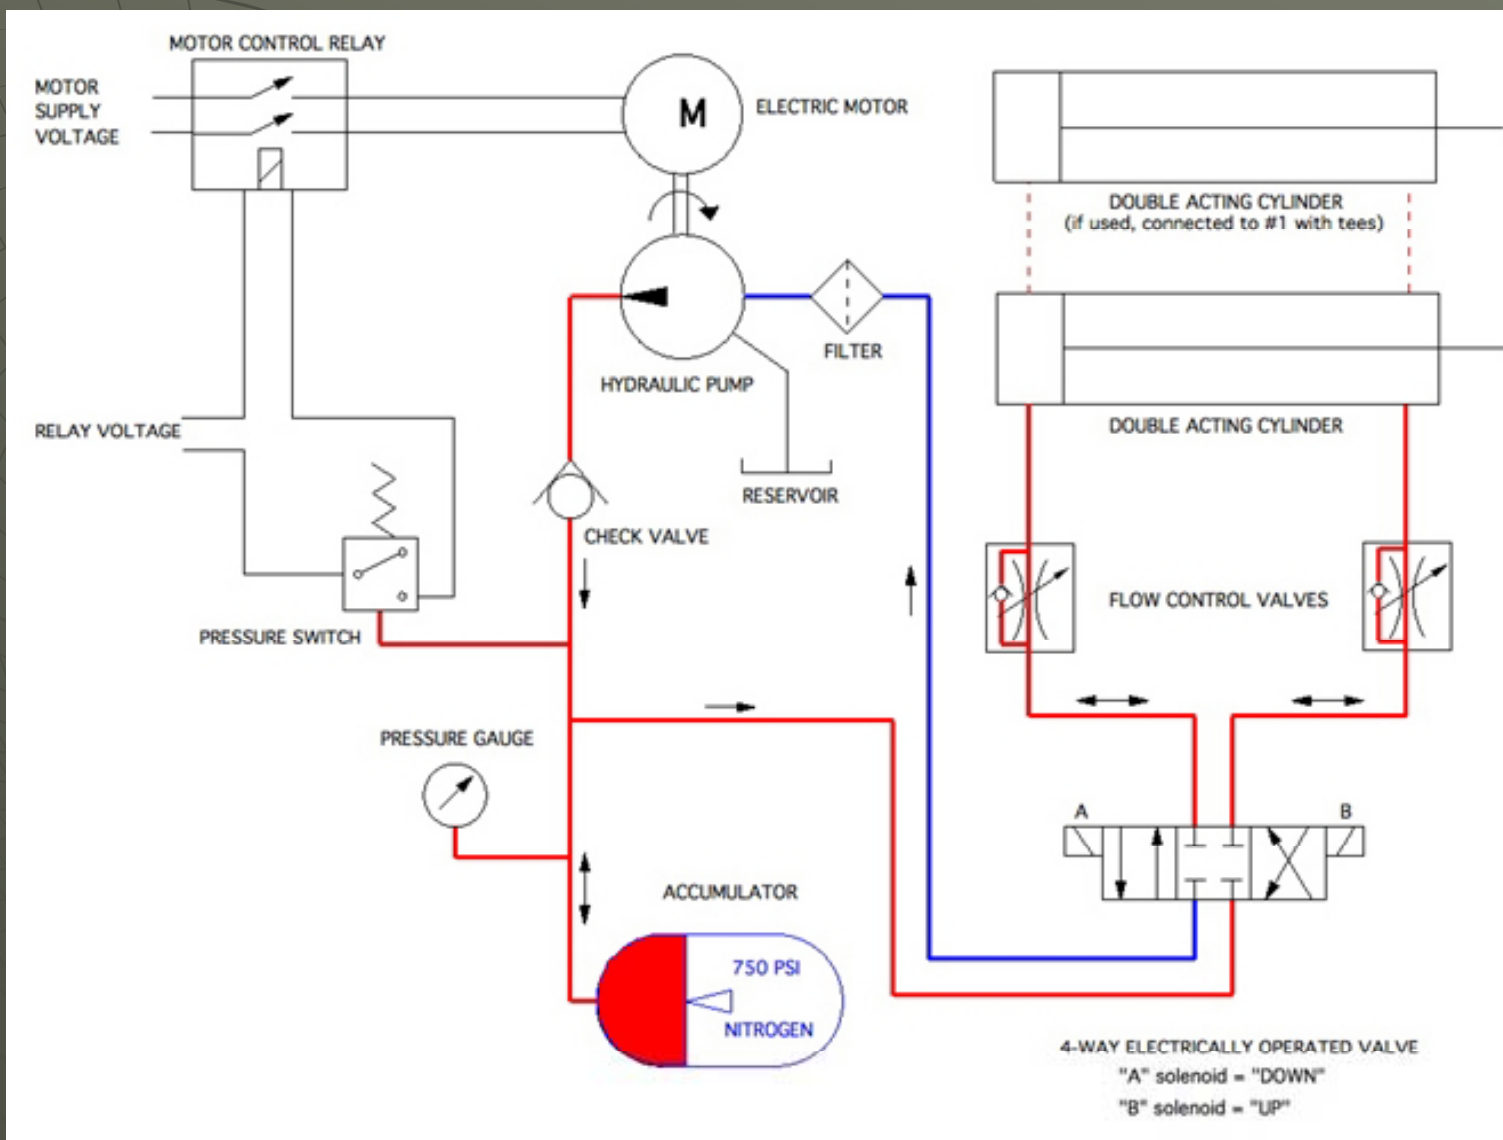 MOTOR CONTROL RELAY
MOTOR
SUPPLY
VOLTAGE
M
ELECTRIC MOTOR
DOUBLE ACTING CYLINDER
(if used, connected to #1 with tees)
FILTER
HYDRAULIC PUMP
DOUBLE ACTING CYLINDER
RELAY VOLTAGE
RESERVOIR
CHECK VALVE
FLOW CONTROL VALVES
PRESSURE SWITCH
PRESSURE GAUGE
A
B
ACCUMULATOR
750 PSI
NITROGEN
4-WAY ELECTRICALLY OPERATED VALVE
"A" solenoid = "DOWN"
"B" solenoid = "UP"